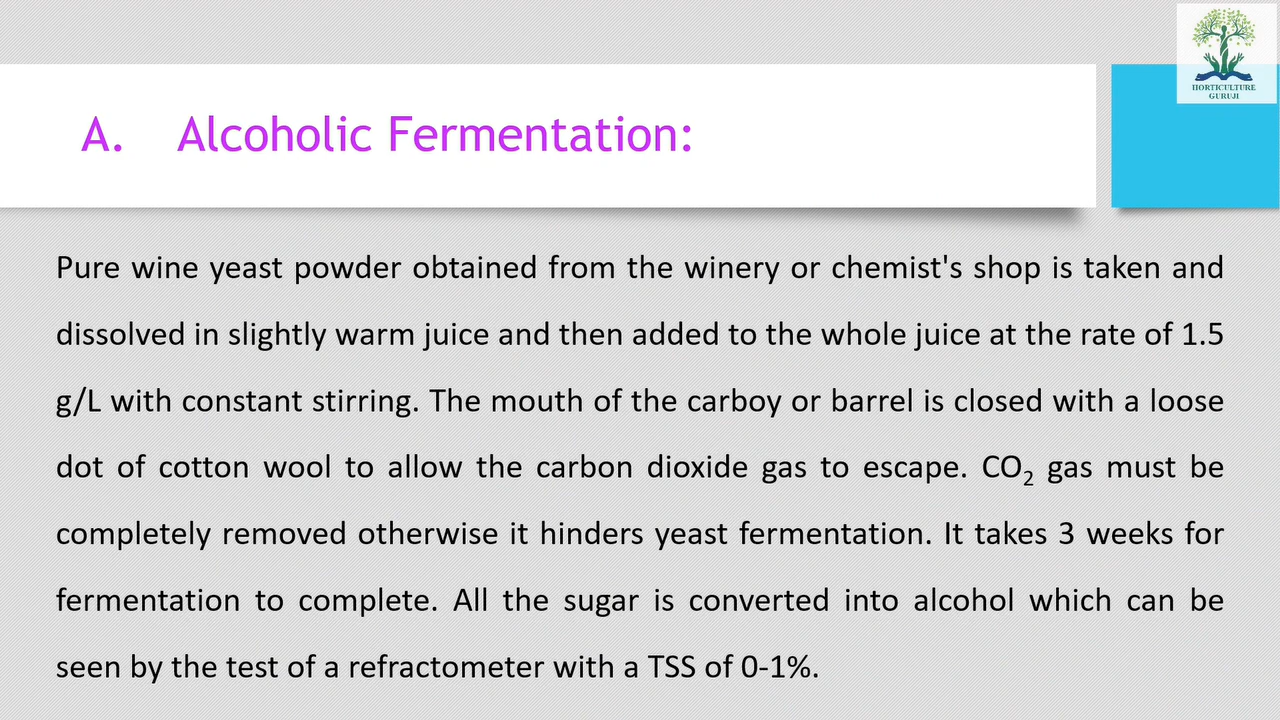 HORTICULTURE
GURUJI
A. Alcoholic Fermentation:
Pure wine yeast powder obtained from the winery or chemist's shop is taken and
dissolved in slightly warm juice and then added to the whole juice at the rate of 1.5
g/L with constant stirring. The mouth of the carboy or barrel is closed with a loose
dot of cotton wool to allow the carbon dioxide gas to escape. CO₂ gas must be
completely removed otherwise it hinders yeast fermentation. It takes 3 weeks for
fermentation to complete. All the sugar is converted into alcohol which can be
seen by the test of a refractometer with a TSS of 0-1%.